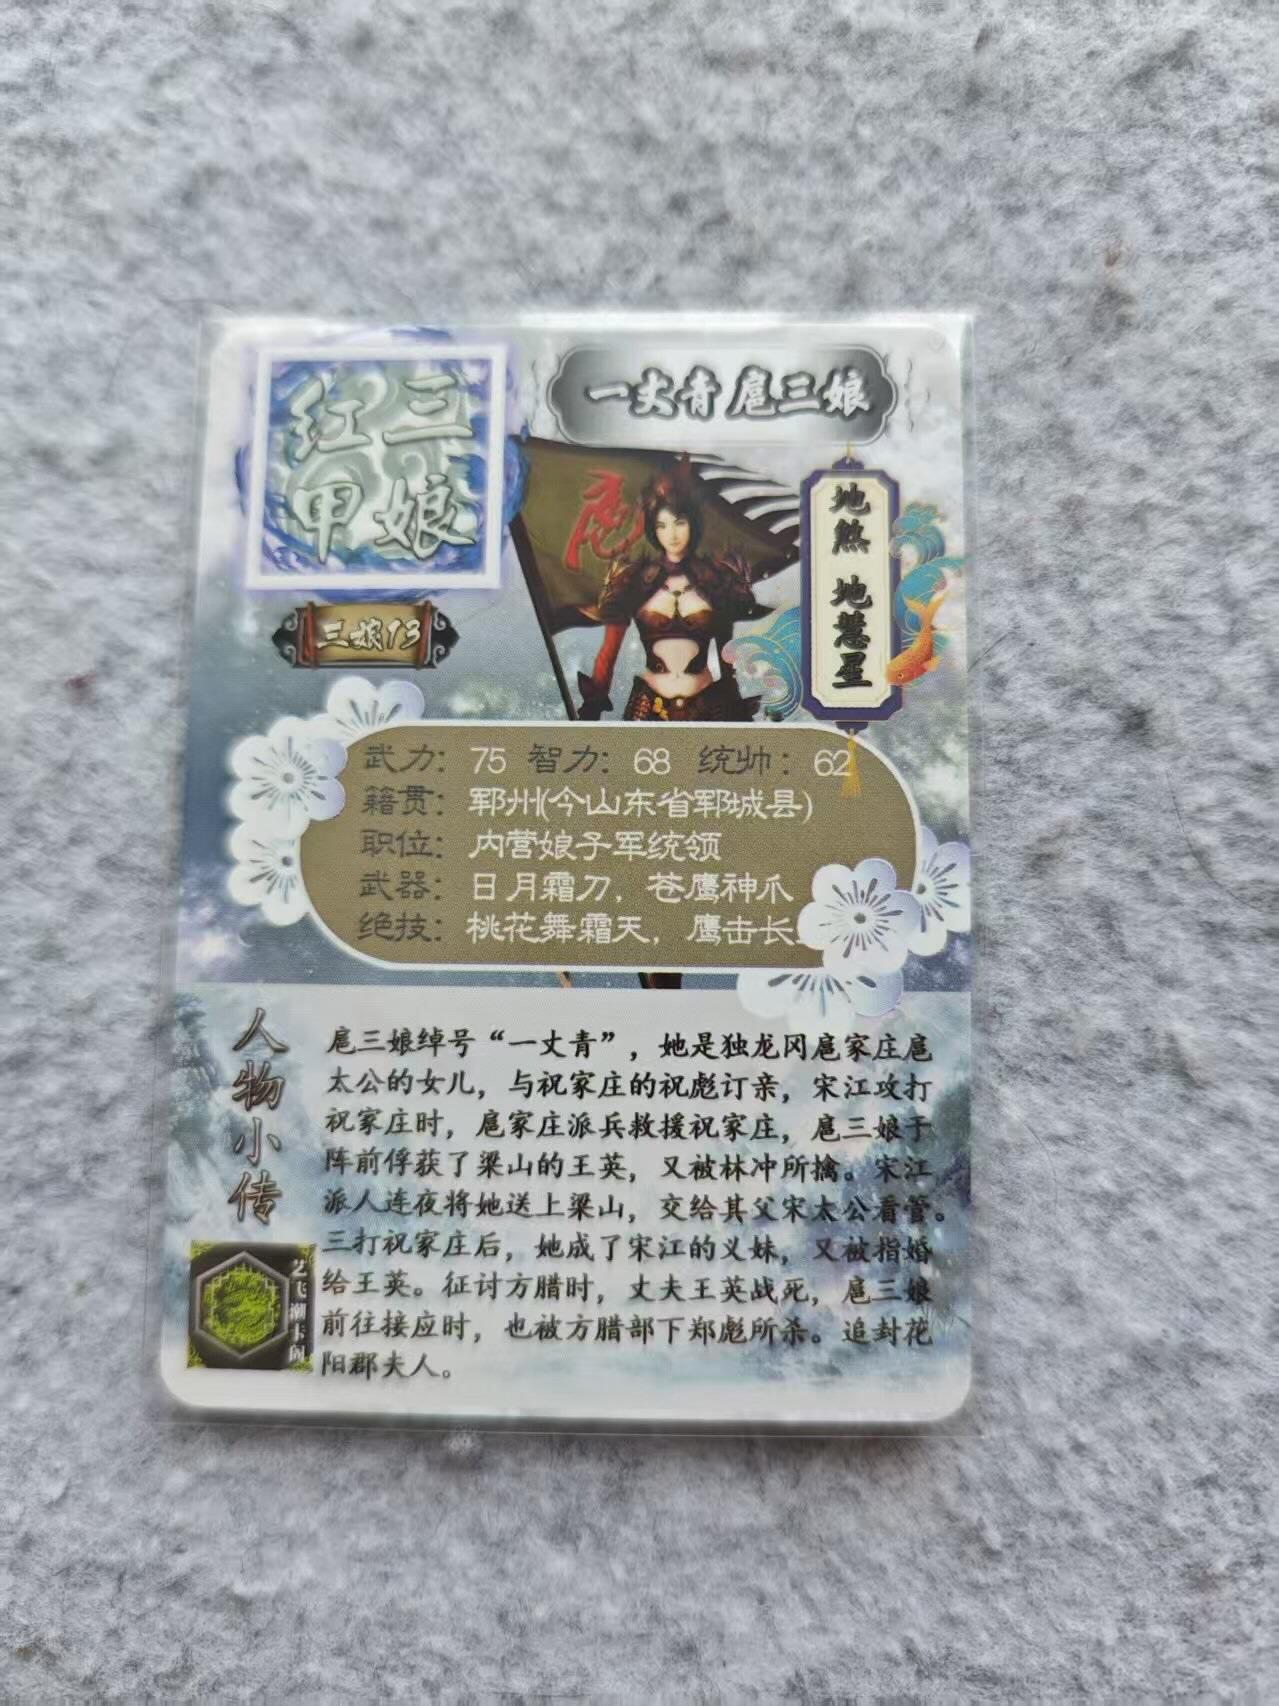 三娘
红甲
一丈青 扈三娘
扈
地煞 地慧星
三娘13
武力： 75 智力： 68 统帅： 62
籍贯： 郓州(今山东省郓城县)
职位： 内营娘子军统领
武器： 日月霜刀，苍鹰神爪
绝技： 桃花舞霜天，鹰击长
人物小传
扈三娘绰号“一丈青”，她是独龙冈扈家庄扈
太公的女儿，与祝家庄的祝彪订亲，宋江攻打
祝家庄时，扈家庄派兵救援祝家庄，扈三娘于
阵前俘获了梁山的王英，又被林冲所擒。宋江
派人连夜将她送上梁山，交给其父宋太公看管。
三打祝家庄后，她成了宋江的义妹，又被指婚
给王英。征讨方腊时，丈夫王英战死，扈三娘
前往接应时，也被方腊部下郑彪所杀。追封花
阳郡夫人。
艺飞潮卡阁